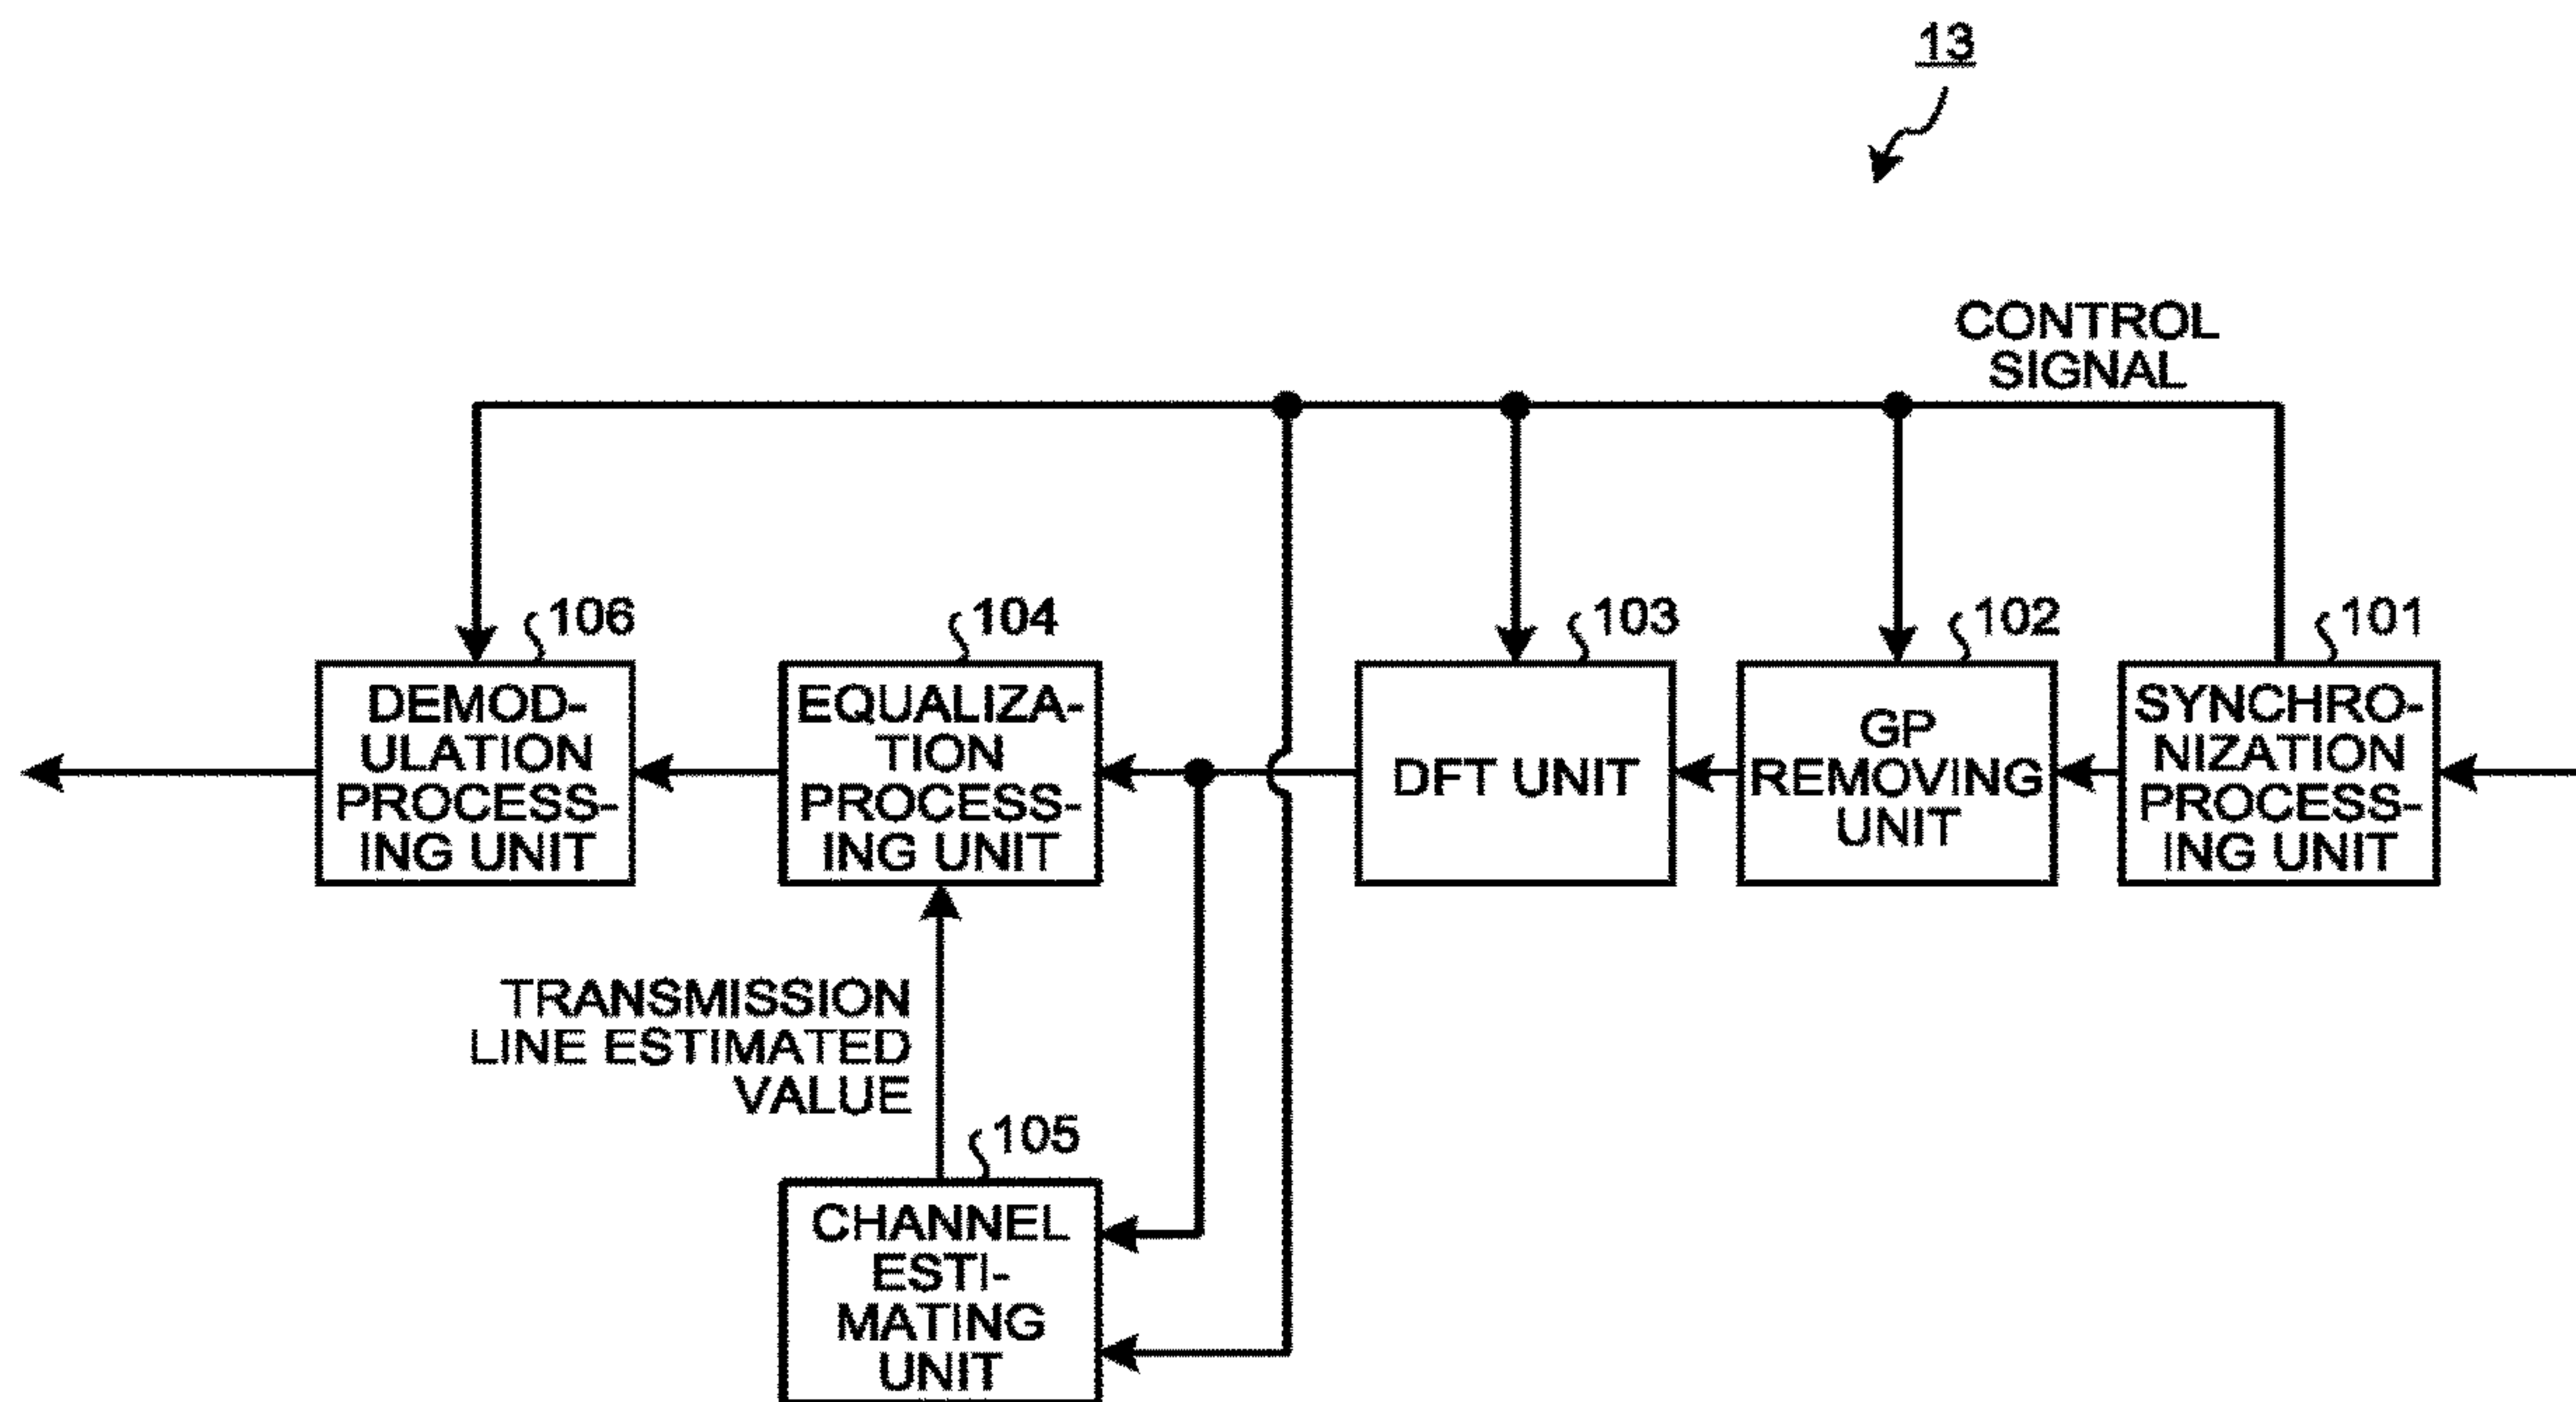 13
CONTROL
SIGNAL
106
104
103
102
101
DEMOD-
ULATION
PROCESS-
ING UNIT
EQUALIZA-
TION
PROCESS-
ING UNIT
DFT UNIT
GP
REMOVING
UNIT
SYNCHRO-
NIZATION
PROCESS-
ING UNIT
TRANSMISSION
LINE ESTIMATED
VALUE
105
CHANNEL
ESTI-
MATING
UNIT